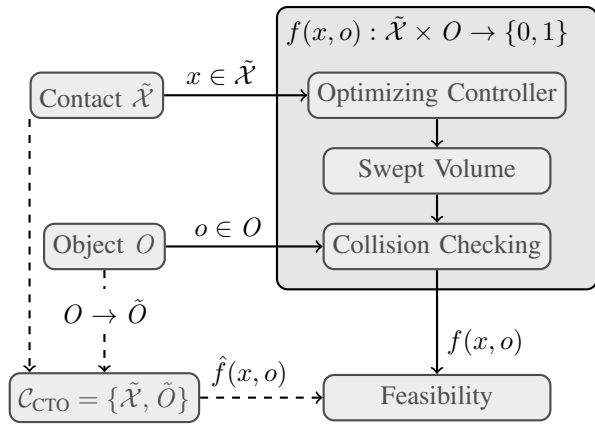 f(x, o) : 𝒳̃ × O → {0, 1}
x ∈ 𝒳̃
Contact 𝒳̃
Optimizing Controller
Swept Volume
o ∈ O
Object O
Collision Checking
O → Õ
f(x, o)
f̂(x, o)
𝒞_CTO = {𝒳̃, Õ}
Feasibility